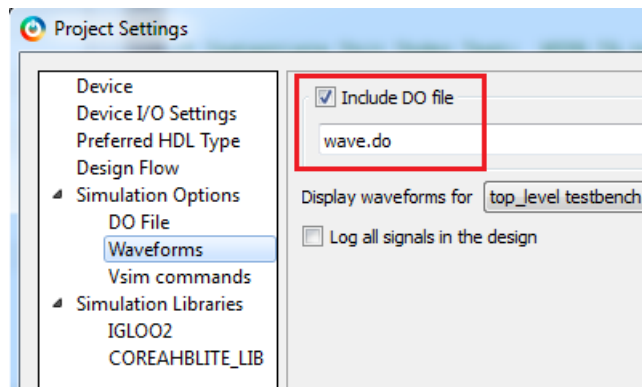 Project Settings
Device
Device I/O Settings
Preferred HDL Type
Design Flow
Simulation Options
DO File
Waveforms
Vsim commands
Simulation Libraries
IGLOO2
COREAHBLITE_LIB
Include DO file
wave.do
Display waveforms for top_level testbench
Log all signals in the design